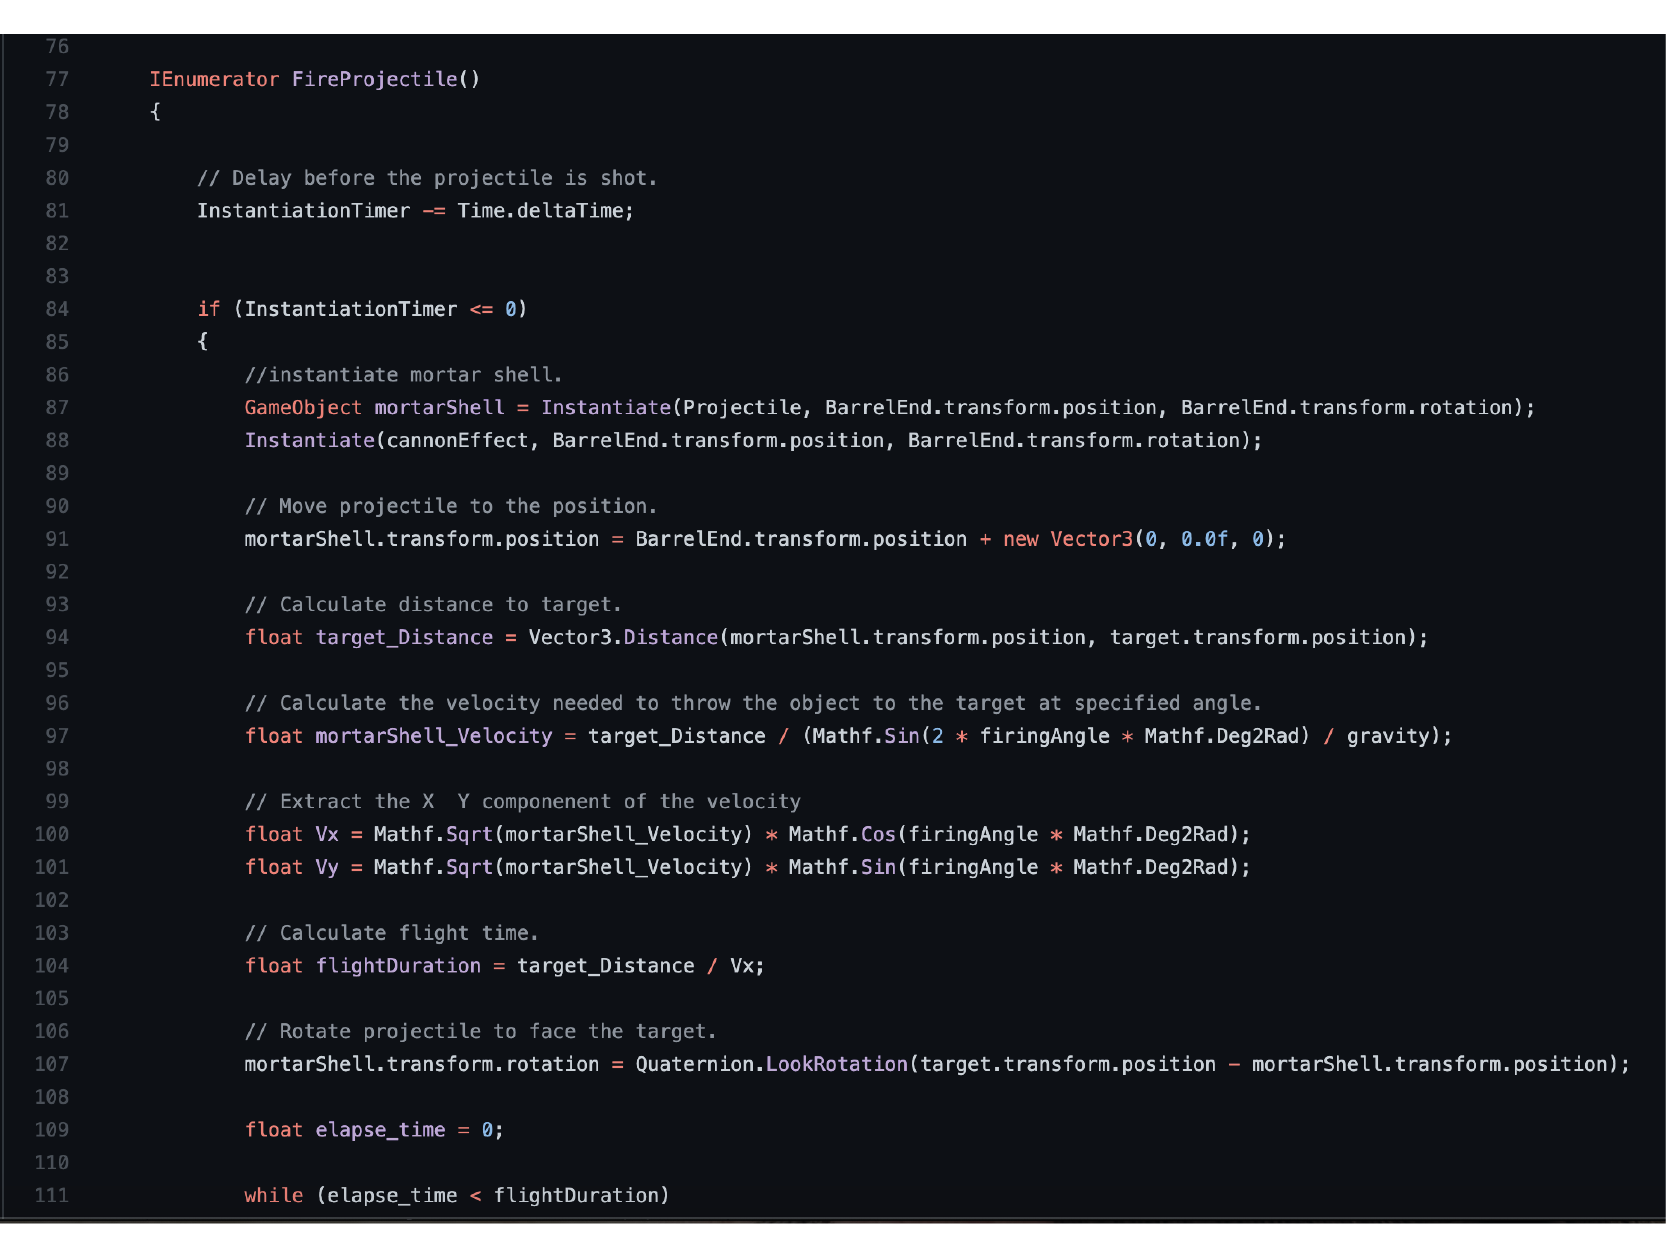 76
77 IEnumerator FireProjectile()
78 {
79
80 // Delay before the projectile is shot.
81 InstantiationTimer -= Time.deltaTime;
82
83
84 if (InstantiationTimer <= 0)
85 {
86 //instantiate mortar shell.
87 GameObject mortarShell = Instantiate(Projectile, BarrelEnd.transform.position, BarrelEnd.transform.rotation);
88 Instantiate(cannonEffect, BarrelEnd.transform.position, BarrelEnd.transform.rotation);
89
90 // Move projectile to the position.
91 mortarShell.transform.position = BarrelEnd.transform.position + new Vector3(0, 0.0f, 0);
92
93 // Calculate distance to target.
94 float target_Distance = Vector3.Distance(mortarShell.transform.position, target.transform.position);
95
96 // Calculate the velocity needed to throw the object to the target at specified angle.
97 float mortarShell_Velocity = target_Distance / (Mathf.Sin(2 * firingAngle * Mathf.Deg2Rad) / gravity);
98
99 // Extract the X  Y componenent of the velocity
100 float Vx = Mathf.Sqrt(mortarShell_Velocity) * Mathf.Cos(firingAngle * Mathf.Deg2Rad);
101 float Vy = Mathf.Sqrt(mortarShell_Velocity) * Mathf.Sin(firingAngle * Mathf.Deg2Rad);
102
103 // Calculate flight time.
104 float flightDuration = target_Distance / Vx;
105
106 // Rotate projectile to face the target.
107 mortarShell.transform.rotation = Quaternion.LookRotation(target.transform.position - mortarShell.transform.position);
108
109 float elapse_time = 0;
110
111 while (elapse_time < flightDuration)